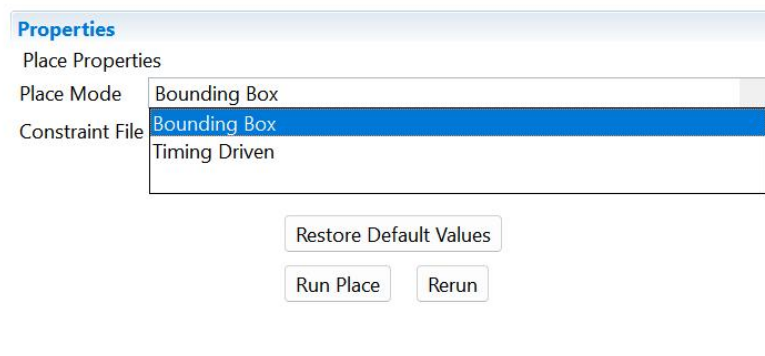 Properties
Place Properties
Place Mode Bounding Box
Constraint File Bounding Box
Timing Driven
Restore Default Values
Run Place Rerun